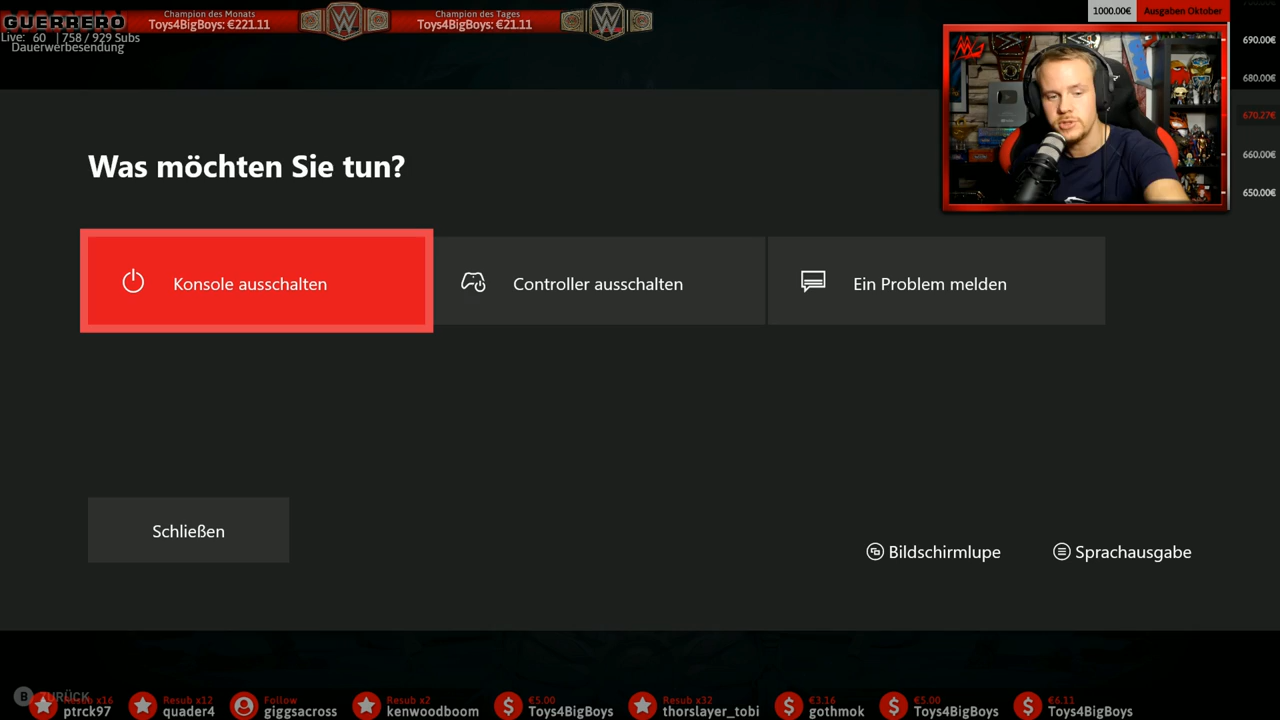 GUERRERO
Live: 60 | 758 / 929 Subs
Dauerwerbesendung
Champion des Monats
Toys4BigBoys: €221.11
Champion des Tages
Toys4BigBoys: €21.11
1000.00€ Ausgaben Oktober
690.00€
680.00€
670.27€
660.00€
650.00€
Was möchten Sie tun?
Konsole ausschalten
Controller ausschalten
Ein Problem melden
Schließen
Bildschirmlupe
Sprachausgabe
B ZURÜCK
Resub x16
ptrck97
Resub x12
quader4
Follow
giggsacross
Resub x2
kenwoodboom
€5.00
Toys4BigBoys
Resub x32
thorslayer_tobi
€3.16
gothmok
€5.00
Toys4BigBoys
€6.11
Toys4BigBoys